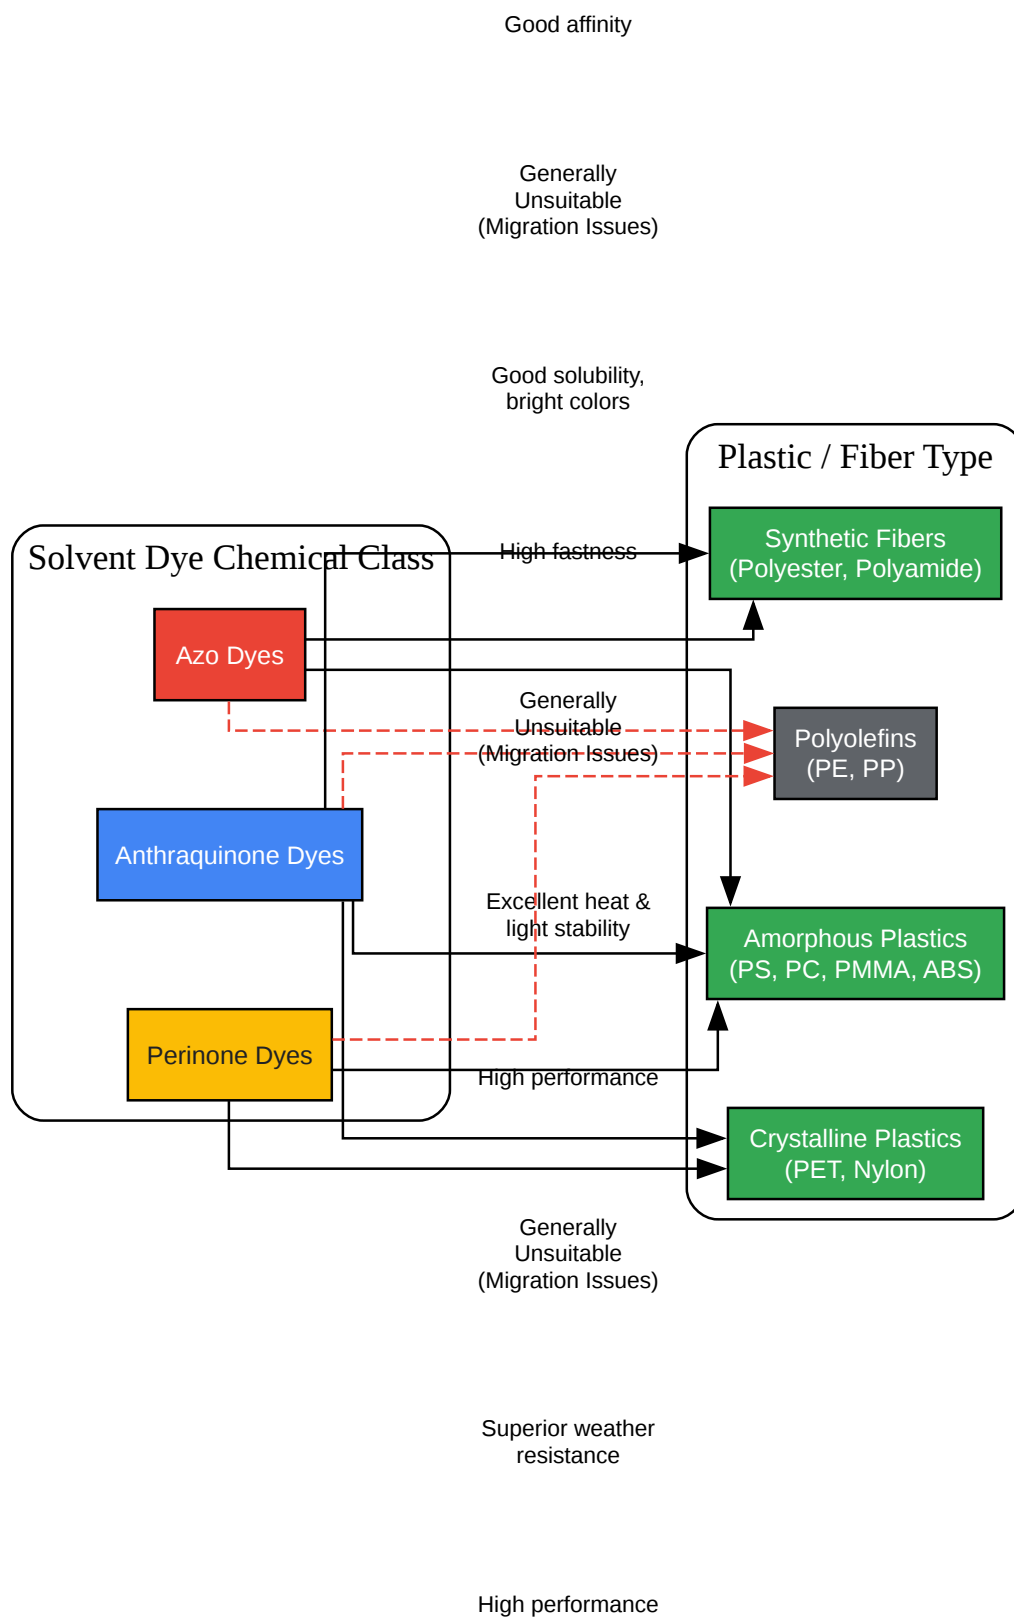 Good affinity
Generally
Unsuitable
(Migration Issues)
Good solubility,
bright colors
Plastic / Fiber Type
Solvent Dye Chemical Class
High fastness
Synthetic Fibers
(Polyester, Polyamide)
Azo Dyes
Generally
Unsuitable
(Migration Issues)
Polyolefins
(PE, PP)
Anthraquinone Dyes
Excellent heat &
light stability
Amorphous Plastics
(PS, PC, PMMA, ABS)
Perinone Dyes
High performance
Crystalline Plastics
(PET, Nylon)
Generally
Unsuitable
(Migration Issues)
Superior weather
resistance
High performance